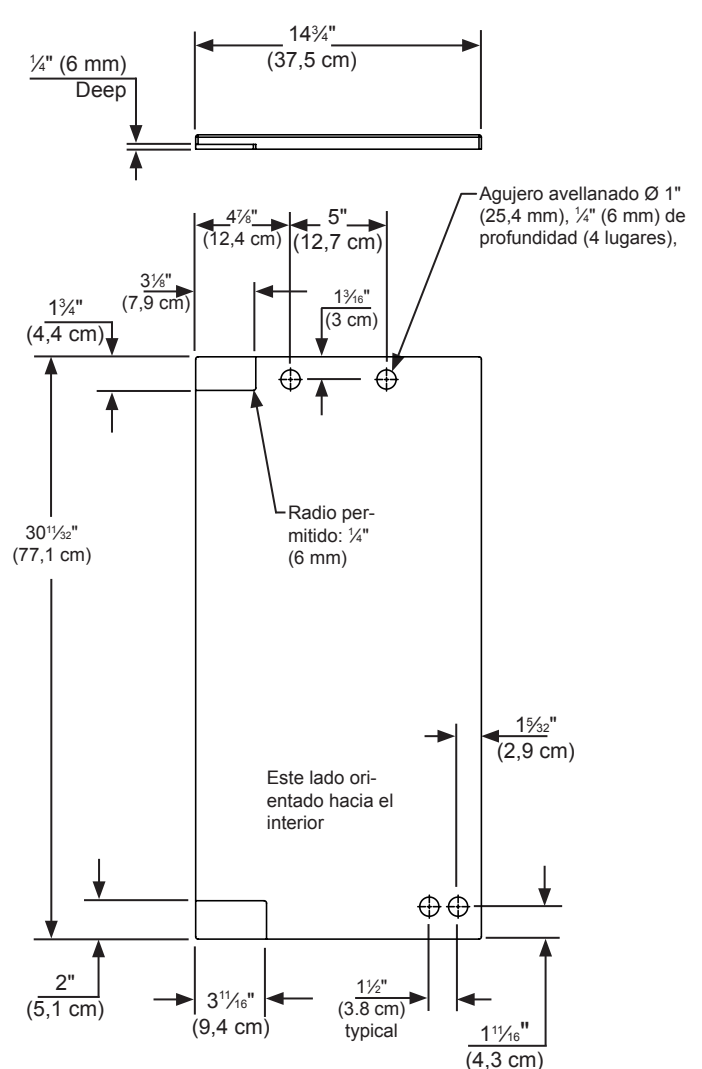 14¾"
(37,5 cm)
¼" (6 mm)
Deep
Agujero avellanado Ø 1"
(25,4 mm), ¼" (6 mm) de
profundidad (4 lugares),
4⅞"
(12,4 cm)
5"
(12,7 cm)
3⅛"
(7,9 cm)
1³⁄₁₆"
(3 cm)
1¾"
(4,4 cm)
Radio per-
mitido: ¼"
(6 mm)
30¹¹⁄₃₂"
(77,1 cm)
1⁵⁄₃₂"
(2,9 cm)
Este lado ori-
entado hacia el
interior
2"
(5,1 cm)
3¹¹⁄₁₆"
(9,4 cm)
1½"
(3.8 cm)
typical
1¹¹⁄₁₆"
(4,3 cm)